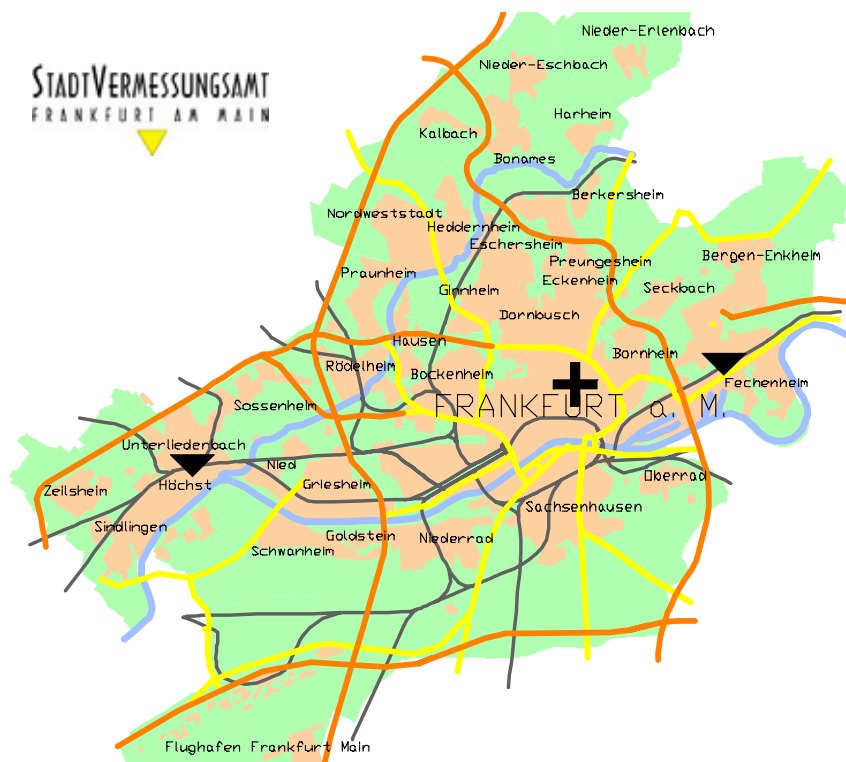 Nieder-Erlenbach
Nieder-Eschbach
STADTVERMESSUNGSAMT
FRANKFURT AM MAIN
Harheim
Kalbach
Bonames
Berkersheim
Nordweststadt
Heddernheim
Eschersheim
Bergen-Enkheim
Preungesheim
Praunheim
Eckenheim
Seckbach
Ginnheim
Dornbusch
Hausen
Bornheim
Rödelheim
Bockenheim
Fechenheim
Sossenheim
FRANKFURT a. M.
Unterliederbach
Nied
Oberrad
Höchst
Griesheim
Zeilsheim
Sachsenhausen
Sindlingen
Goldstein
Niederrad
Schwanheim
Flughafen Frankfurt Main